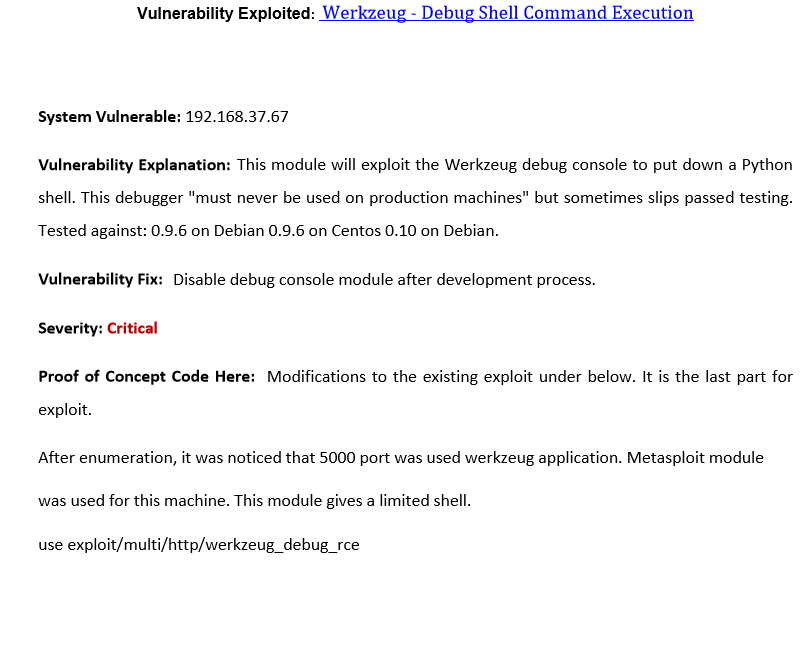 Vulnerability Exploited: Werkzeug - Debug Shell Command Execution
System Vulnerable: 192.168.37.67
Vulnerability Explanation: This module will exploit the Werkzeug debug console to put down a Python
shell. This debugger "must never be used on production machines" but sometimes slips passed testing.
Tested against: 0.9.6 on Debian 0.9.6 on Centos 0.10 on Debian.
Vulnerability Fix: Disable debug console module after development process.
Severity: Critical
Proof of Concept Code Here: Modifications to the existing exploit under below. It is the last part for
exploit.
After enumeration, it was noticed that 5000 port was used werkzeug application. Metasploit module
was used for this machine. This module gives a limited shell.
use exploit/multi/http/werkzeug_debug_rce